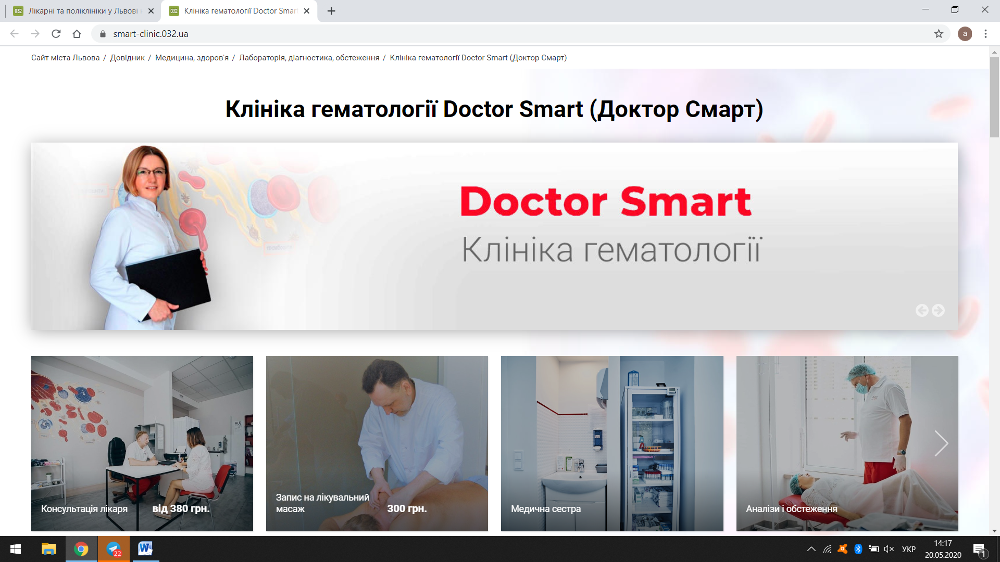 Лікарні та поліклініки у Львові
Клініка гематології Doctor Smar
smart-clinic.032.ua
a
Сайт міста Львова / Довідник / Медицина, здоров'я / Лабораторія, діагностика, обстеження / Клініка гематології Doctor Smart (Доктор Смарт)
Клініка гематології Doctor Smart (Доктор Смарт)
Doctor Smart
Клініка гематології
тромбоцити
Консультація лікаря від 380 грн.
Запис на лікувальний
масаж 300 грн.
Медична сестра
Аналізи і обстеження
22
УКР
14:17
20.05.2020
1